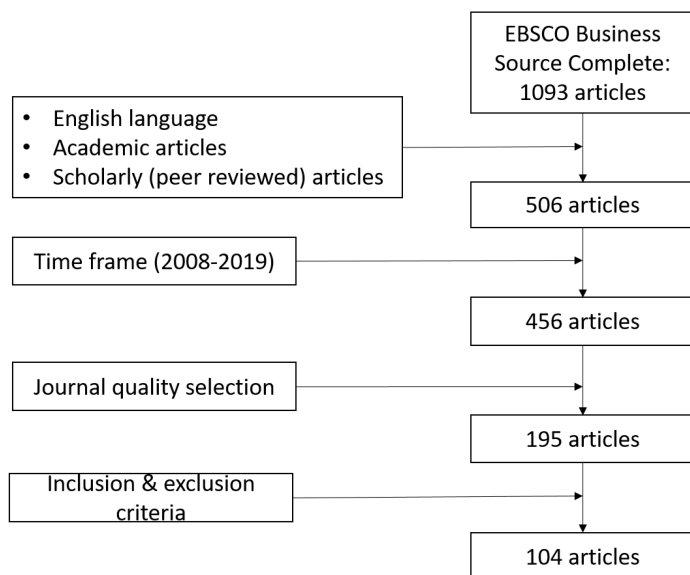 EBSCO Business
Source Complete:
1093 articles
• English language
• Academic articles
• Scholarly (peer reviewed) articles
506 articles
Time frame (2008-2019)
456 articles
Journal quality selection
195 articles
Inclusion & exclusion
criteria
104 articles